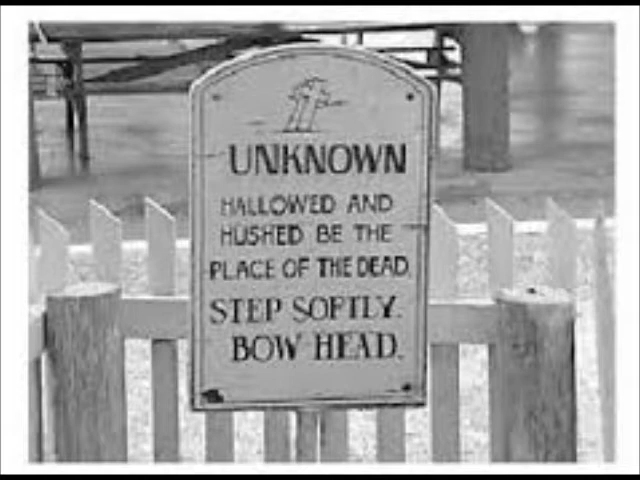 UNKNOWN
HALLOWED AND
HUSHED BE THE
PLACE OF THE DEAD.
STEP SOFTLY.
BOW HEAD.